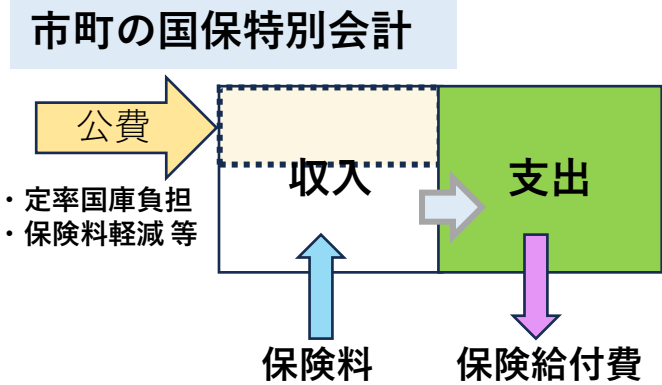 市町の国保特別会計
公費
・定率国庫負担
・保険料軽減 等
収入
支出
保険料
保険給付費